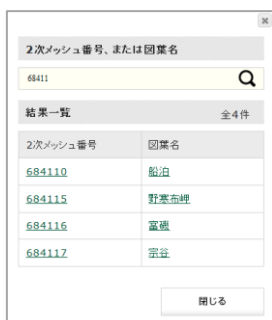 2次メッシュ番号、または図葉名
68411
結果一覧 全4件
2次メッシュ番号 図葉名
684110 船泊
684115 野寒布岬
684116 富磯
684117 宗谷
閉じる